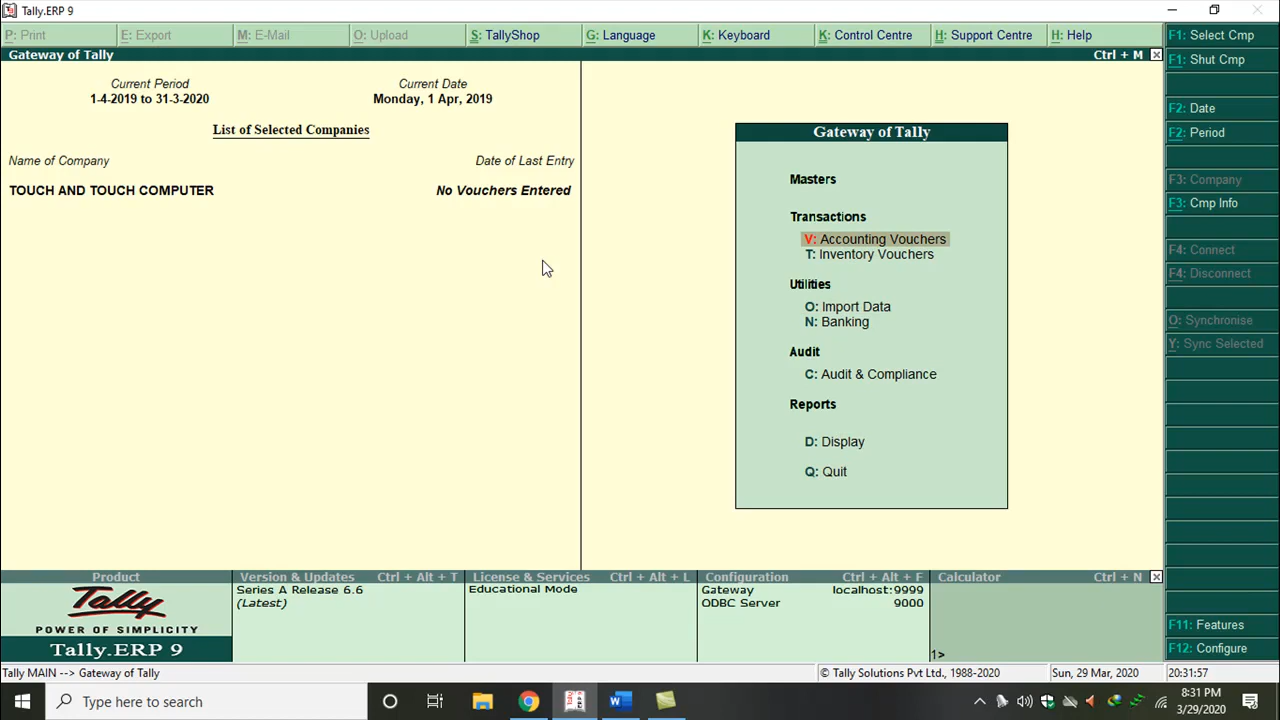 Tally.ERP 9
P: Print
E: Export
M: E-Mail
O: Upload
S: TallyShop
G: Language
K: Keyboard
K: Control Centre
H: Support Centre
H: Help
Gateway of Tally
Ctrl + M
Current Period
1-4-2019 to 31-3-2020
Current Date
Monday, 1 Apr, 2019
List of Selected Companies
Name of Company
Date of Last Entry
TOUCH AND TOUCH COMPUTER
No Vouchers Entered
Gateway of Tally
Masters
Transactions
V: Accounting Vouchers
T: Inventory Vouchers
Utilities
O: Import Data
N: Banking
Audit
C: Audit & Compliance
Reports
D: Display
Q: Quit
F1: Select Cmp
F1: Shut Cmp
F2: Date
F2: Period
F3: Company
F3: Cmp Info
F4: Connect
F4: Disconnect
O: Synchronise
Y: Sync Selected
F11: Features
F12: Configure
Product
Tally
POWER OF SIMPLICITY
Tally.ERP 9
Version & Updates Ctrl + Alt + T
Series A Release 6.6
(Latest)
License & Services Ctrl + Alt + L
Educational Mode
Configuration Ctrl + Alt + F
Gateway localhost:9999
ODBC Server 9000
Calculator Ctrl + N
1>
Tally MAIN --> Gateway of Tally
© Tally Solutions Pvt Ltd., 1988-2020
Sun, 29 Mar, 2020
20:31:57
Type here to search
8:31 PM
3/29/2020